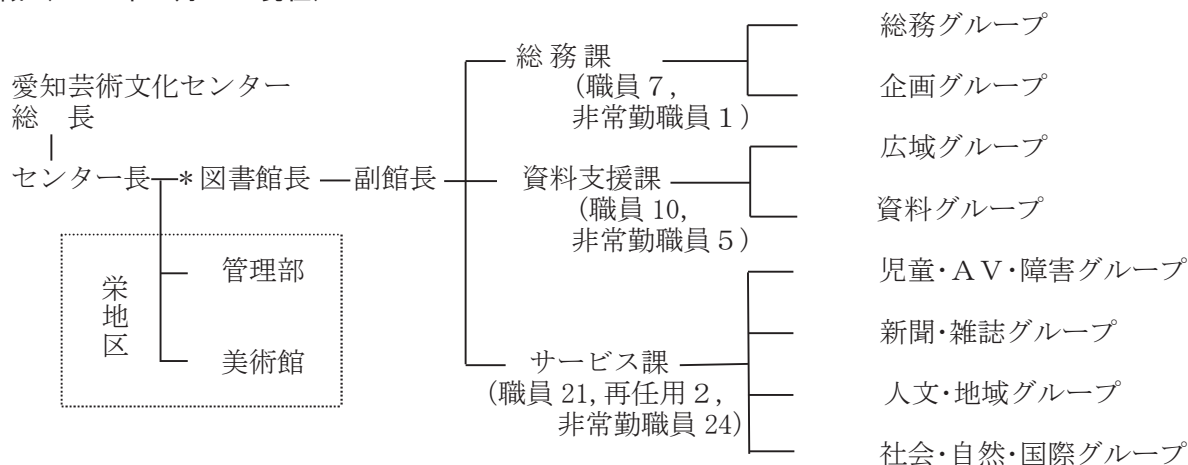 愛知芸術文化センター
総 長
センター長
*図書館長
副館長
総務課
(職員7,
非常勤職員1)
総務グループ
企画グループ
資料支援課
(職員10,
非常勤職員5)
広域グループ
資料グループ
サービス課
(職員21,再任用2,
非常勤職員24)
児童・AV・障害グループ
新聞・雑誌グループ
人文・地域グループ
社会・自然・国際グループ
栄地区
管理部
美術館